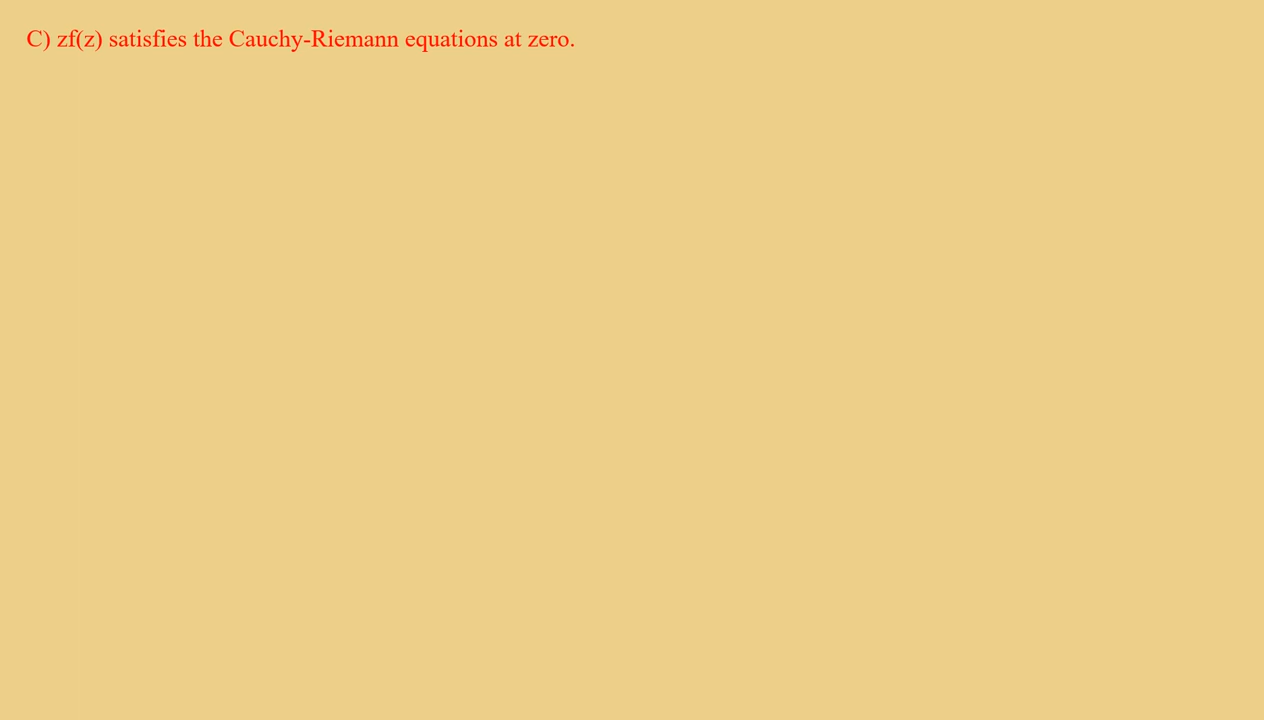 C) zf(z) satisfies the Cauchy-Riemann equations at zero.